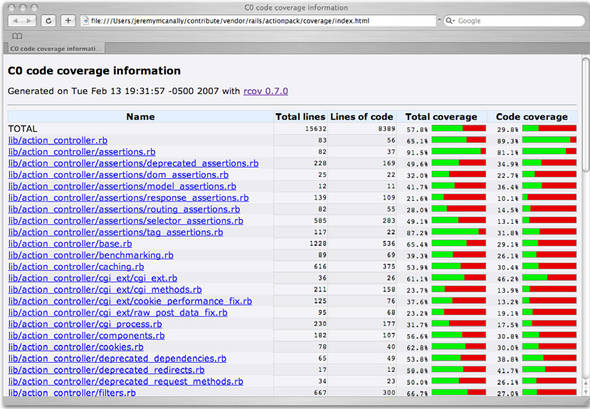 C0 code coverage information
file:///Users/jeremymcanally/contribute/vendor/rails/actionpack/coverage/index.html
Google
C0 code coverage informatio...
C0 code coverage information
Generated on Tue Feb 13 19:31:57 -0500 2007 with rcov 0.7.0
Name Total lines Lines of code Total coverage Code coverage
TOTAL 15632 8389 57.8% 29.8%
lib/action_controller.rb 83 56 65.1% 89.3%
lib/action_controller/assertions.rb 82 37 91.5% 81.1%
lib/action_controller/assertions/deprecated_assertions.rb 228 169 49.6% 34.9%
lib/action_controller/assertions/dom_assertions.rb 25 22 32.0% 22.7%
lib/action_controller/assertions/model_assertions.rb 12 11 41.7% 36.4%
lib/action_controller/assertions/response_assertions.rb 139 109 21.6% 10.1%
lib/action_controller/assertions/routing_assertions.rb 82 55 28.0% 14.5%
lib/action_controller/assertions/selector_assertions.rb 585 283 49.1% 13.1%
lib/action_controller/assertions/tag_assertions.rb 117 22 87.2% 31.8%
lib/action_controller/base.rb 1228 536 65.4% 29.1%
lib/action_controller/benchmarking.rb 89 69 39.3% 26.1%
lib/action_controller/caching.rb 616 375 53.9% 30.4%
lib/action_controller/cgi_ext/cgi_ext.rb 36 26 61.1% 46.2%
lib/action_controller/cgi_ext/cgi_methods.rb 211 158 23.7% 13.9%
lib/action_controller/cgi_ext/cookie_performance_fix.rb 125 76 37.6% 13.2%
lib/action_controller/cgi_ext/raw_post_data_fix.rb 95 68 23.2% 19.1%
lib/action_controller/cgi_process.rb 230 177 31.7% 17.5%
lib/action_controller/components.rb 182 107 56.6% 30.8%
lib/action_controller/cookies.rb 78 40 62.8% 30.0%
lib/action_controller/deprecated_dependencies.rb 65 49 53.8% 38.8%
lib/action_controller/deprecated_redirects.rb 17 12 58.8% 41.7%
lib/action_controller/deprecated_request_methods.rb 34 23 50.0% 26.1%
lib/action_controller/filters.rb 667 300 66.7% 27.0%